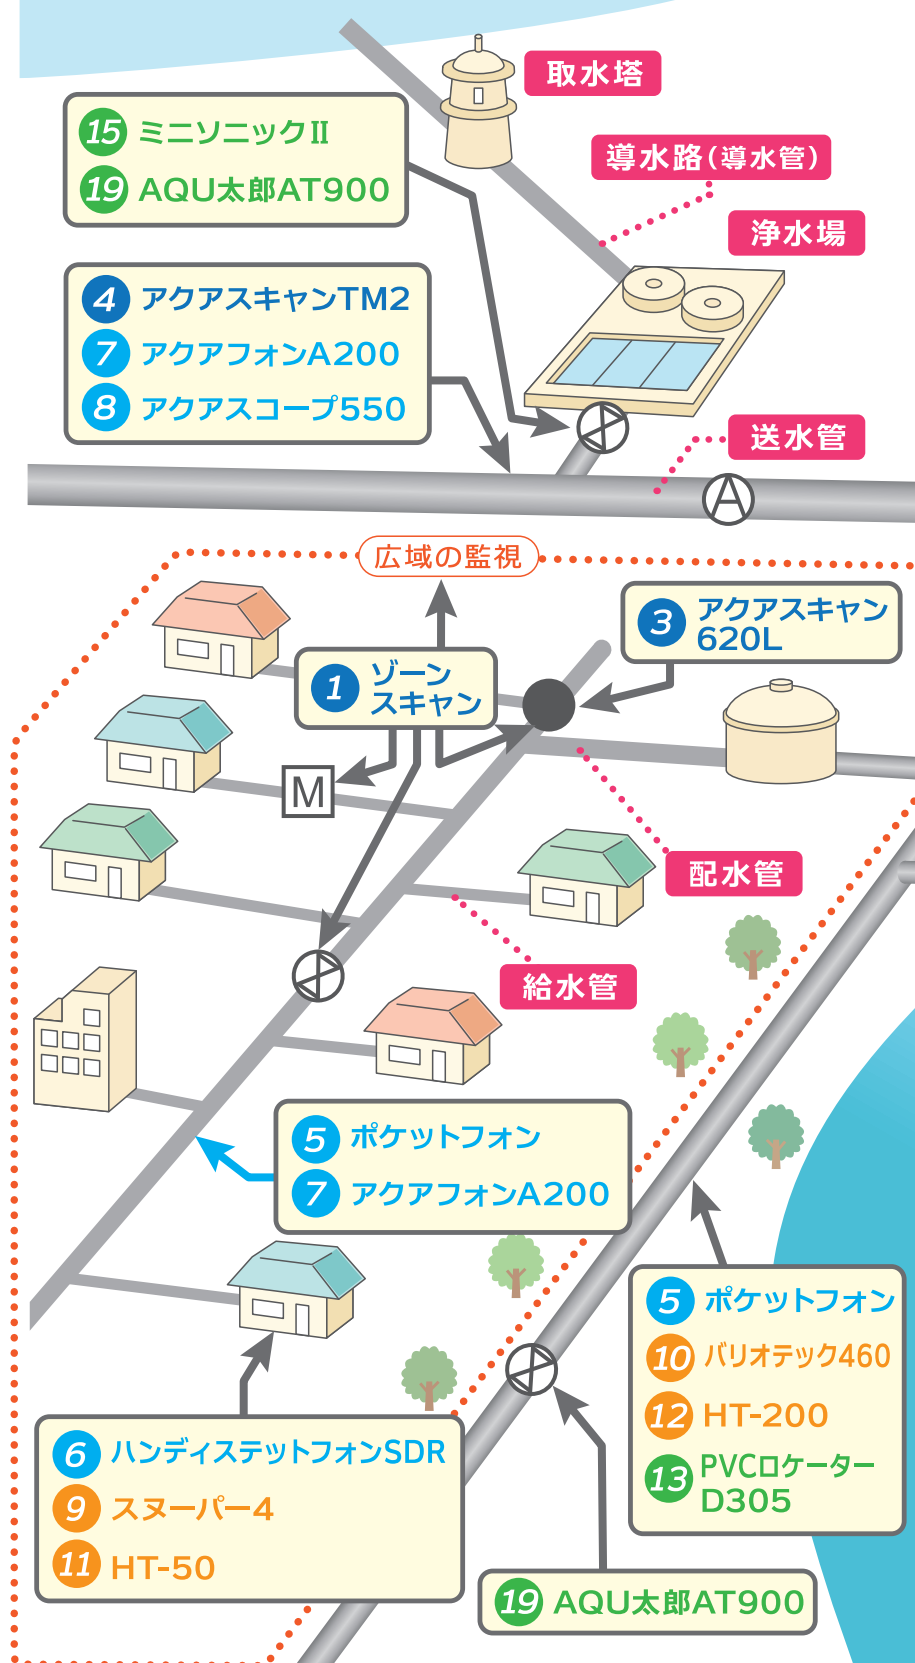 取水塔
15 ミニソニックⅡ
19 AQU太郎AT900
導水路(導水管)
浄水場
4 アクアスキャンTM2
7 アクアフォンA200
8 アクアスコープ550
送水管
A
広域の監視
3 アクアスキャン
620L
1 ゾーン
スキャン
M
配水管
給水管
5 ポケットフォン
7 アクアフォンA200
5 ポケットフォン
10 バリオテック460
12 HT-200
13 PVCロケーター
D305
6 ハンディステットフォンSDR
9 スヌーパー4
11 HT-50
19 AQU太郎AT900